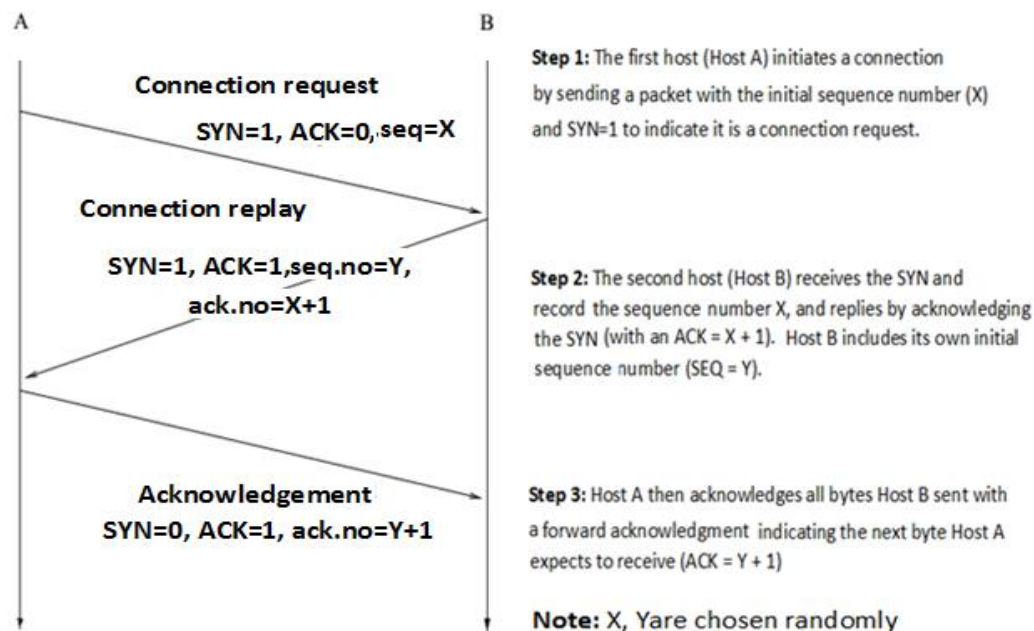 A
B
Connection request
SYN=1, ACK=0,seq=X
Connection replay
SYN=1, ACK=1,seq.no=Y,
ack.no=X+1
Acknowledgement
SYN=0, ACK=1, ack.no=Y+1
Step 1: The first host (Host A) initiates a connection
by sending a packet with the initial sequence number (X)
and SYN=1 to indicate it is a connection request.
Step 2: The second host (Host B) receives the SYN and
record the sequence number X, and replies by acknowledging
the SYN (with an ACK = X + 1). Host B includes its own initial
sequence number (SEQ = Y).
Step 3: Host A then acknowledges all bytes Host B sent with
a forward acknowledgment indicating the next byte Host A
expects to receive (ACK = Y + 1)
Note: X, Yare chosen randomly